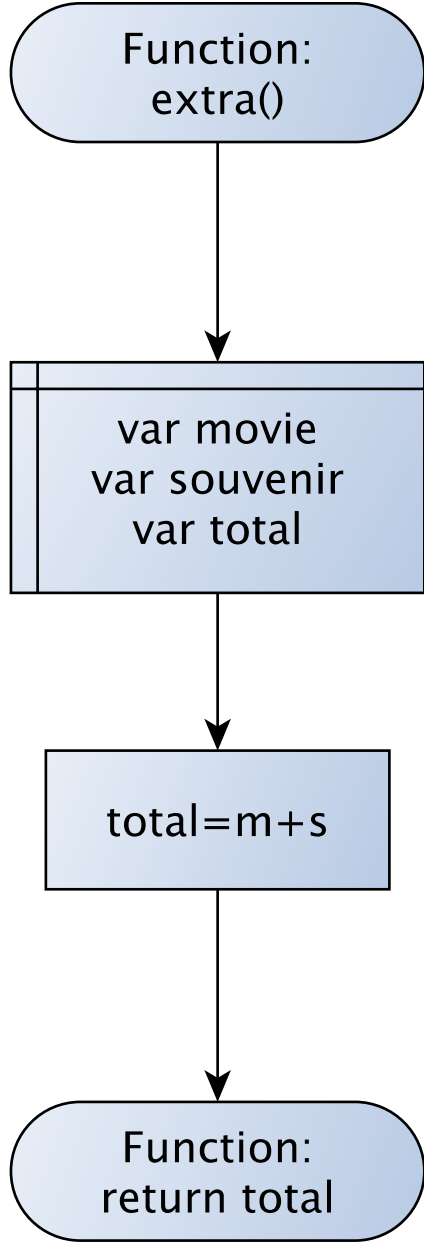 Function:
extra()
var movie
var souvenir
var total
total=m+s
Function:
return total